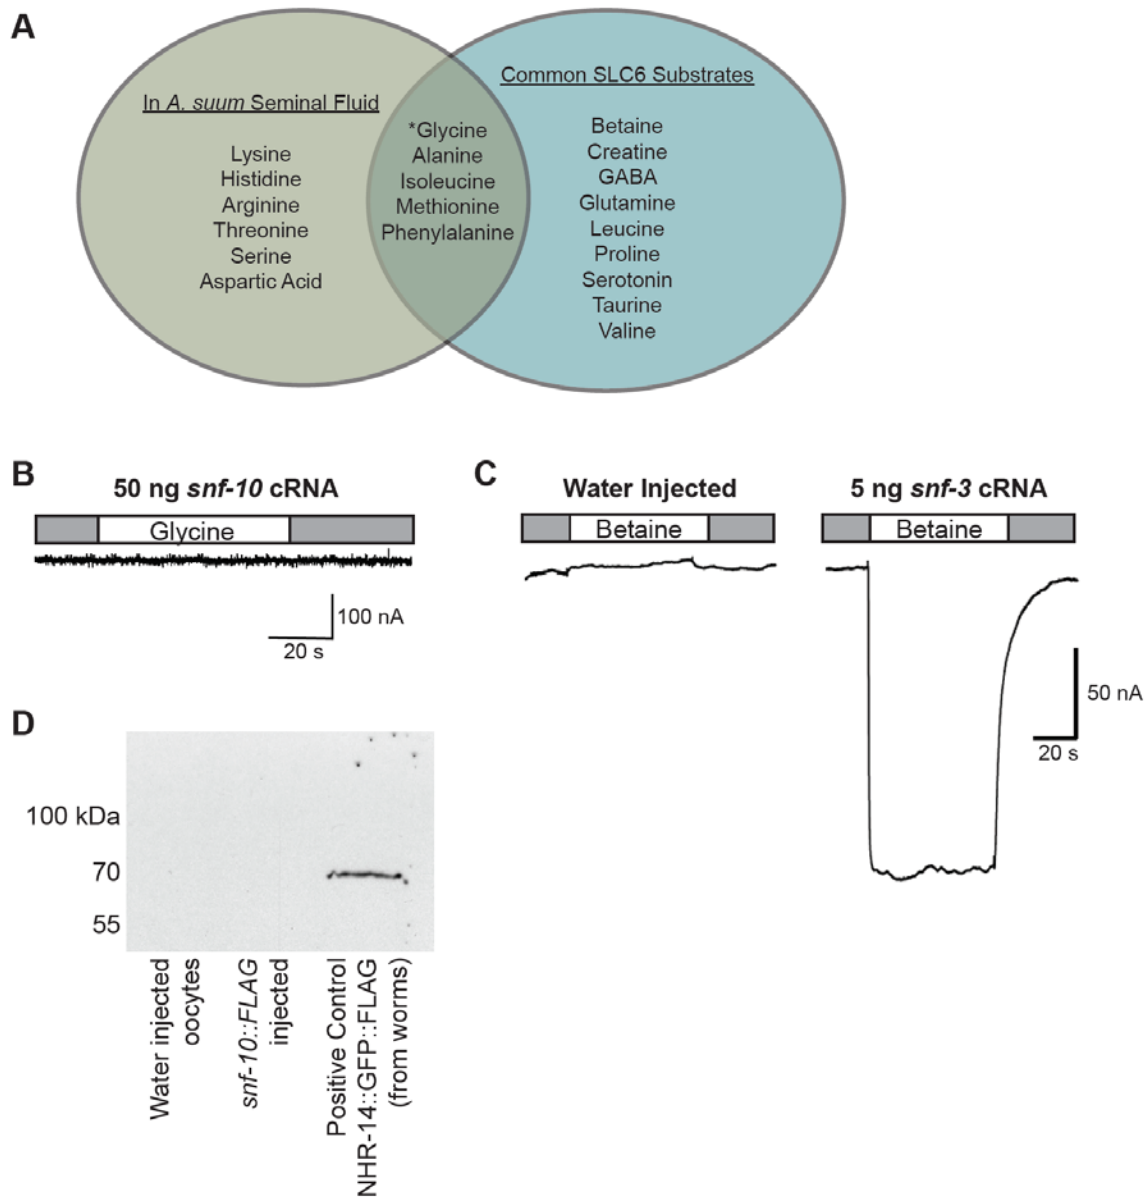 A
In A. suum Seminal Fluid
Lysine
Histidine
Arginine
Threonine
Serine
Aspartic Acid
*Glycine
Alanine
Isoleucine
Methionine
Phenylalanine
Common SLC6 Substrates
Betaine
Creatine
GABA
Glutamine
Leucine
Proline
Serotonin
Taurine
Valine
B
50 ng snf-10 cRNA
Glycine
100 nA
20 s
C
Water Injected
Betaine
5 ng snf-3 cRNA
Betaine
50 nA
20 s
D
100 kDa
70
55
Water injected
oocytes
snf-10::FLAG
injected
Positive Control
NHR-14::GFP::FLAG
(from worms)